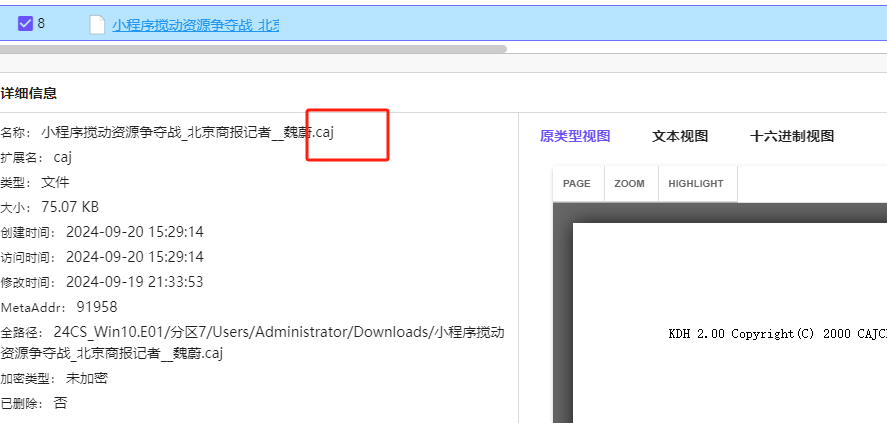 8 小程序搅动资源争夺战_北京
详细信息
名称： 小程序搅动资源争夺战_北京商报记者__魏蔚.caj
扩展名： caj
类型： 文件
大小： 75.07 KB
创建时间： 2024-09-20 15:29:14
访问时间： 2024-09-20 15:29:14
修改时间： 2024-09-19 21:33:53
MetaAddr： 91958
全路径： 24CS_Win10.E01/分区7/Users/Administrator/Downloads/小程序搅动
资源争夺战_北京商报记者__魏蔚.caj
加密类型： 未加密
已删除： 否
原类型视图 文本视图 十六进制视图
PAGE ZOOM HIGHLIGHT
KDH 2.00 Copyright(C) 2000 CAJC